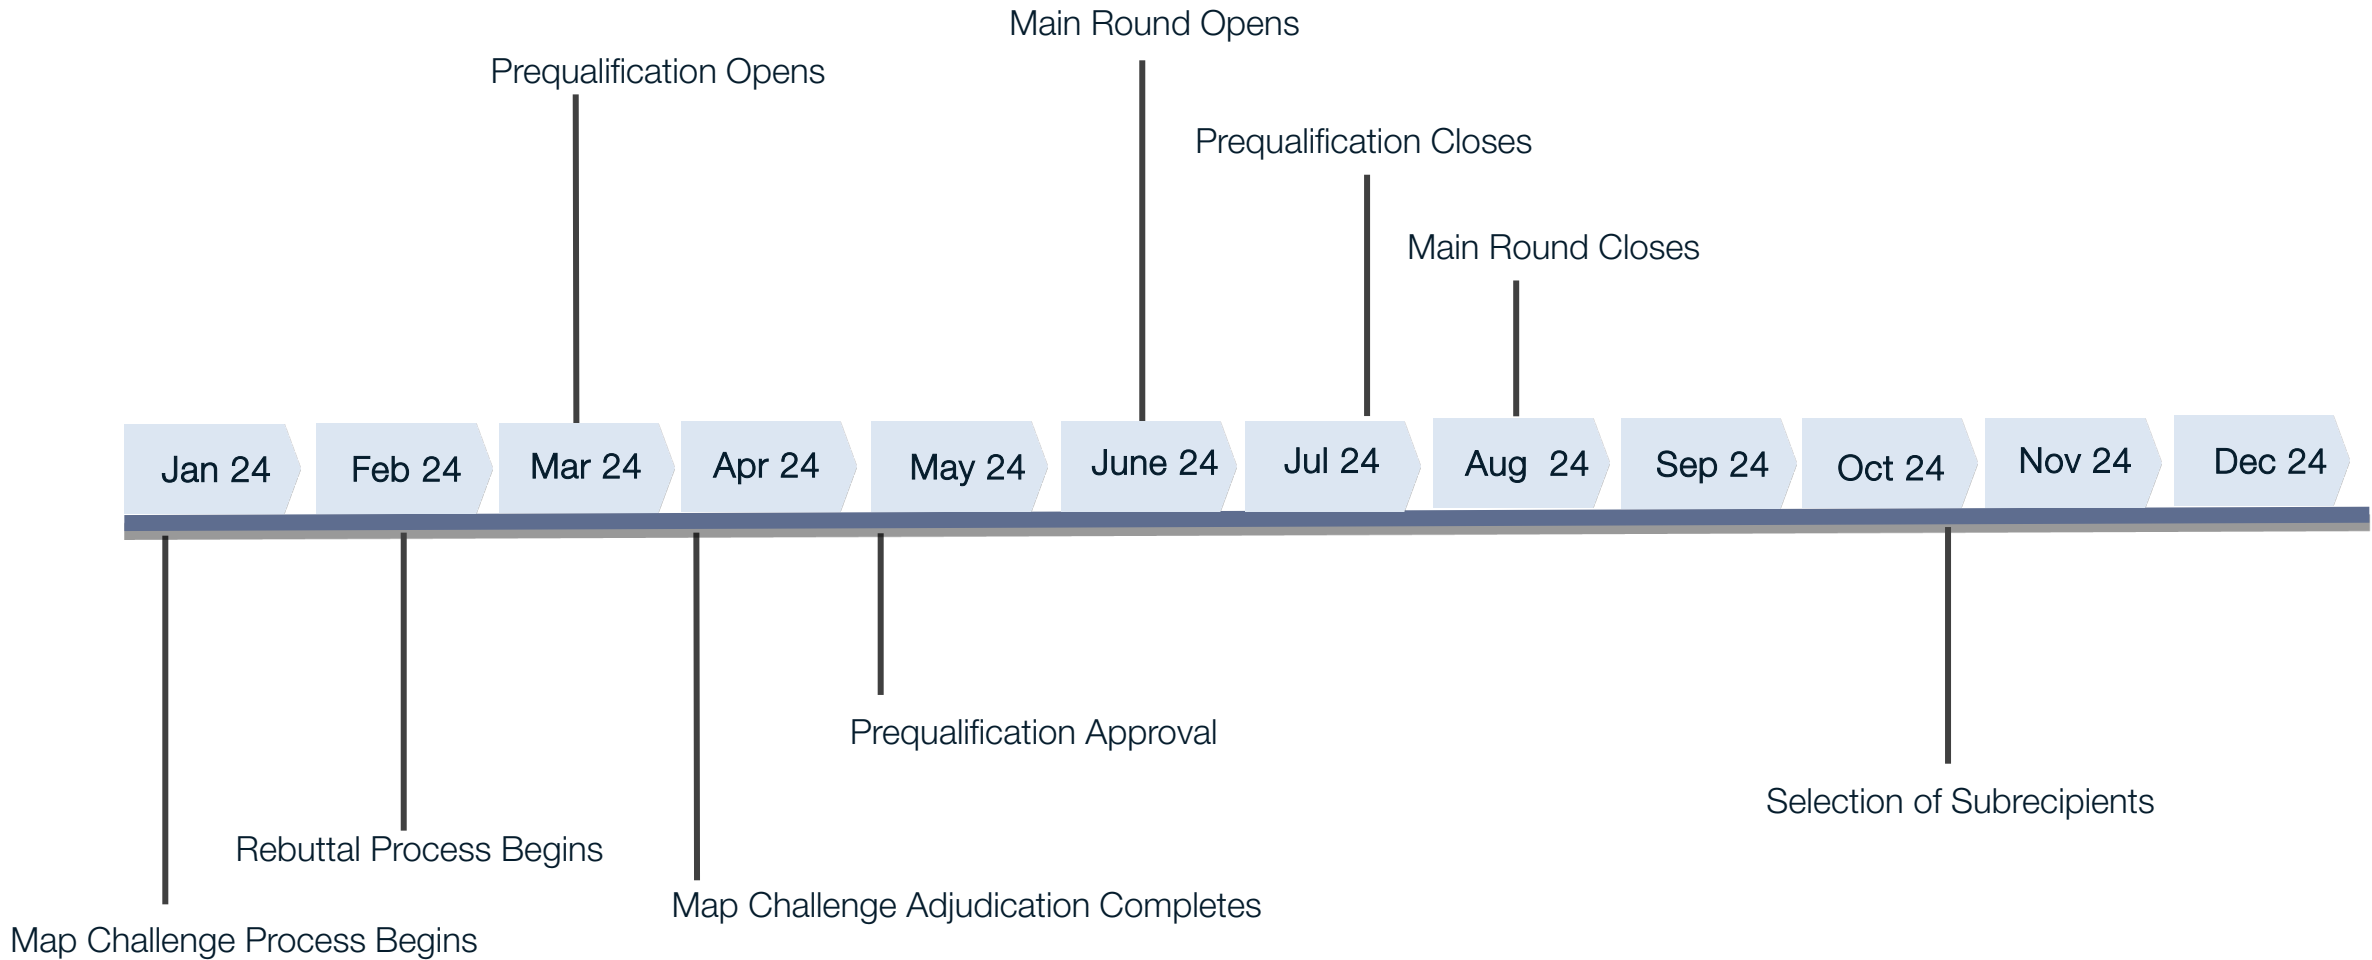 Main Round Opens
Prequalification Opens
Prequalification Closes
Main Round Closes
Jan 24
Feb 24
Mar 24
Apr 24
May 24
June 24
Jul 24
Aug 24
Sep 24
Oct 24
Nov 24
Dec 24
Prequalification Approval
Selection of Subrecipients
Rebuttal Process Begins
Map Challenge Adjudication Completes
Map Challenge Process Begins